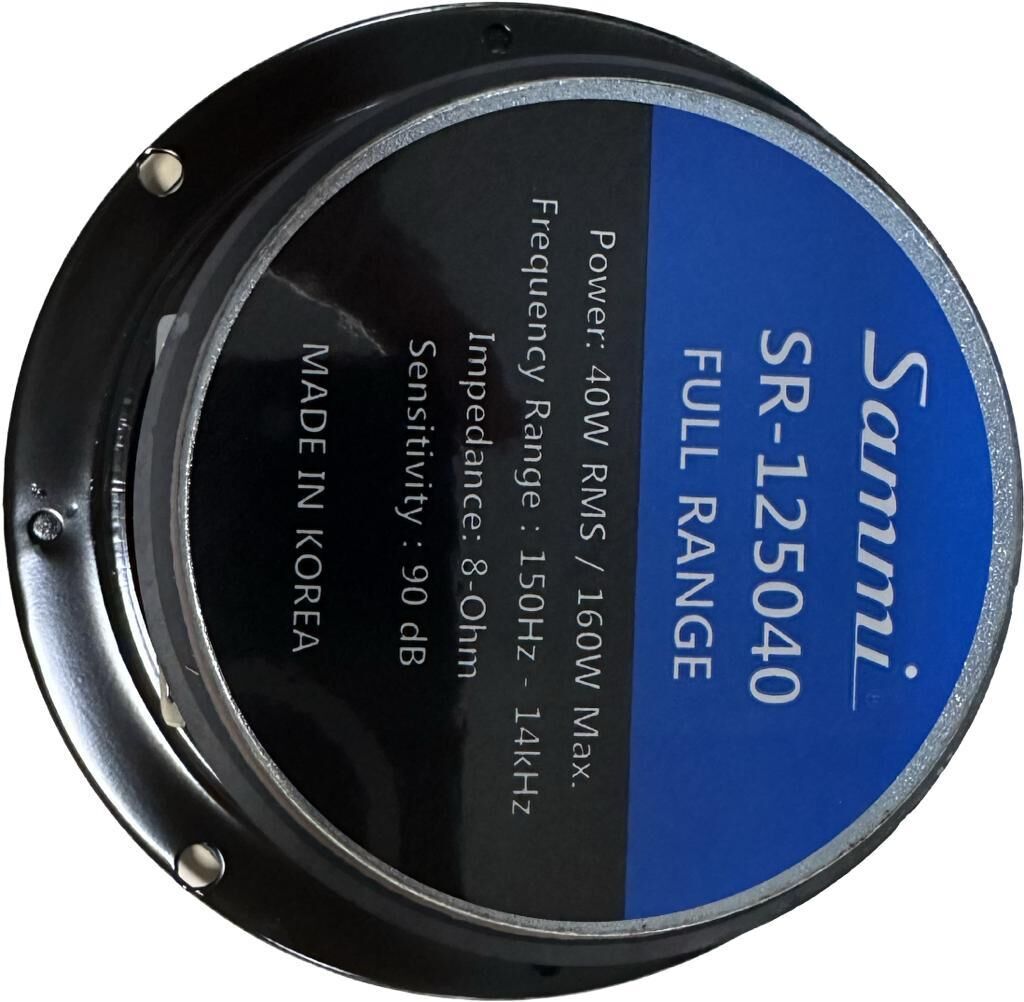 Sammi
SR-125040
FULL RANGE
Power: 40W RMS / 160W Max.
Frequency Range : 150Hz - 14kHz
Impedance: 8-Ohm
Sensitivity : 90 dB
MADE IN KOREA